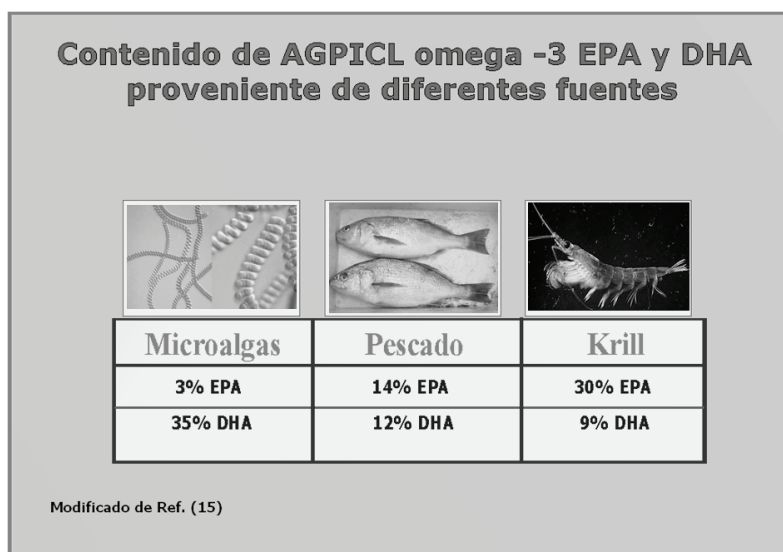 Contenido de AGPICL omega -3 EPA y DHA
proveniente de diferentes fuentes
Microalgas Pescado Krill
3% EPA 14% EPA 30% EPA
35% DHA 12% DHA 9% DHA
Modificado de Ref. (15)